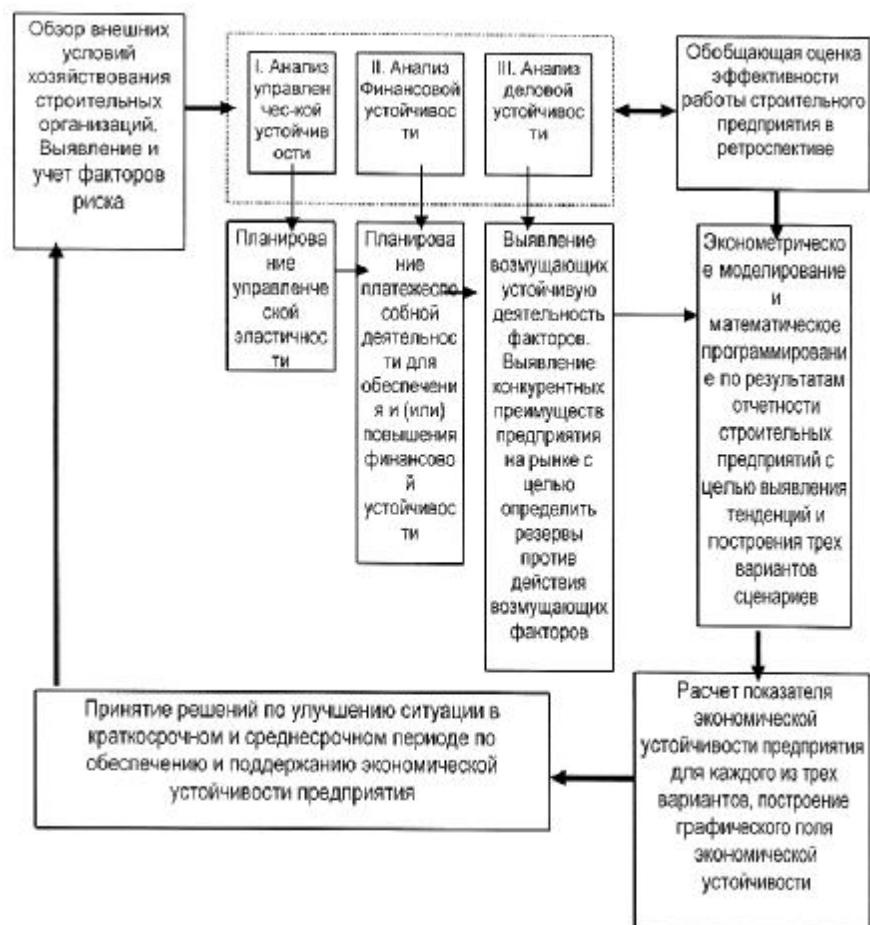 Обзор внешних
условий
хозяйствования
строительных
организаций.
Выявление и
учет факторов
риска
I. Анализ
управлен
чес-кой
устойчив
ости
II. Анализ
Финансовой
устойчивос
ти
III. Анализ
деловой
устойчивос
ти
Обобщающая оценка
эффективности
работы строительного
предприятия в
ретроспективе
Планирова
ние
управленче
ской
эластичнос
ти
Планирова
ние
платежеспо
собной
деятельнос
ти для
обеспечени
я и (или)
повышения
финансово
й
устойчивос
ти
Выявление
возмущающих
устойчивую
деятельность
факторов.
Выявление
конкурентных
преимуществ
предприятия
на рынке с
целью
определить
резервы
против
действия
возмущающих
факторов
Эконометрическо
е моделирование
и
математическое
программировани
е по результатам
отчетности
строительных
предприятий с
целью выявления
тенденций и
построения трех
вариантов
сценариев
Принятие решений по улучшению ситуации в
краткосрочном и среднесрочном периоде по
обеспечению и поддержанию экономической
устойчивости предприятия
Расчет показателя
экономической
устойчивости предприятия
для каждого из трех
вариантов, построение
графического поля
экономической
устойчивости